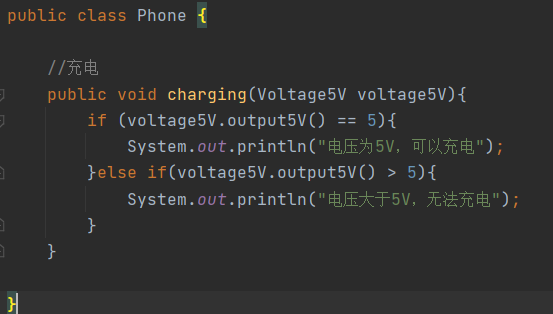 public class Phone {
//充电
public void charging(Voltage5V voltage5V){
if (voltage5V.output5V() == 5){
System.out.println("电压为5V，可以充电");
}else if(voltage5V.output5V() > 5){
System.out.println("电压大于5V，无法充电");
}
}
}